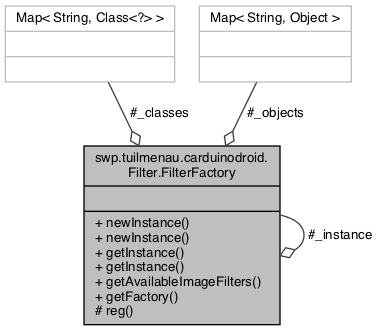 Map< String, Class<?> >
Map< String, Object >
#_classes
#_objects
swp.tuilmenau.carduinodroid.
Filter.FilterFactory
#_instance
+ newInstance()
+ newInstance()
+ getInstance()
+ getInstance()
+ getAvailableImageFilters()
+ getFactory()
# reg()